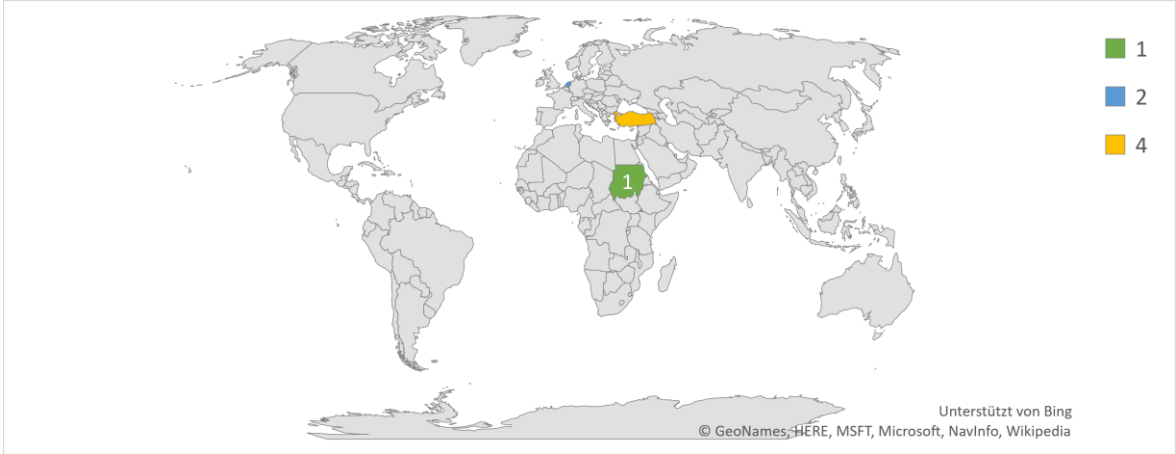 1
2
4
1
Unterstützt von Bing
© GeoNames, HERE, MSFT, Microsoft, NavInfo, Wikipedia